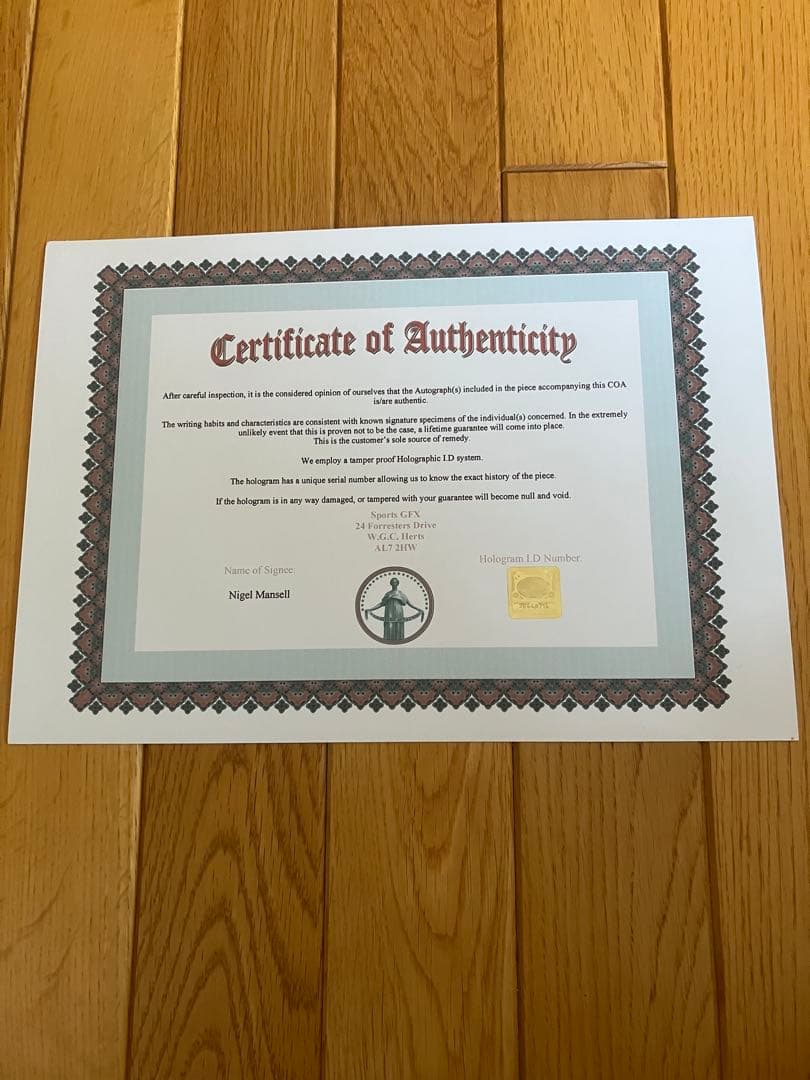 Certificate of Authenticity
After careful inspection, it is the considered opinion of ourselves that the Autograph(s) included in the piece accompanying this COA
is/are authentic.
The writing habits and characteristics are consistent with known signature specimens of the individual(s) concerned. In the extremely
unlikely event that this is proven not to be the case, a lifetime guarantee will come into place.
This is the customer's sole source of remedy.
We employ a tamper proof Holographic I.D system.
The hologram has a unique serial number allowing us to know the exact history of the piece.
If the hologram is in any way damaged, or tampered with your guarantee will become null and void.
Sports GFX
24 Forresters Drive
W.G.C. Herts
AL7 2HW
Name of Signee:
Hologram I.D Number:
Nigel Mansell